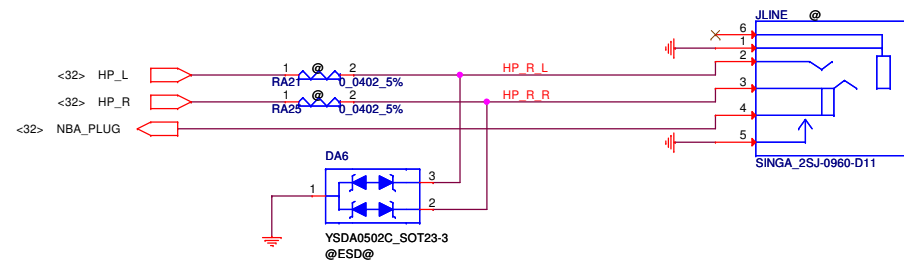 JLINE @
6
1
<32> HP_L 1 @ 2 HP_R_L 2
RA21 0_0402_5%
<32> HP_R 1 @ 2 HP_R_R 3
RA25 0_0402_5%
<32> NBA_PLUG 4
5
DA6 SINGA_2SJ-0960-D11
3
1
2
YSDA0502C_SOT23-3
@ESD@